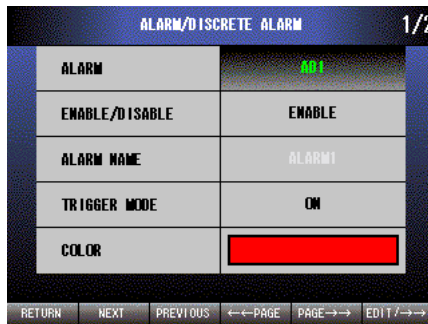 ALARM/DISCRETE ALARM 1/2
ALARM AD1
ENABLE/DISABLE ENABLE
ALARM NAME ALARM1
TRIGGER MODE ON
COLOR
RETURN NEXT PREVIOUS ←←PAGE PAGE→→ EDIT/→→